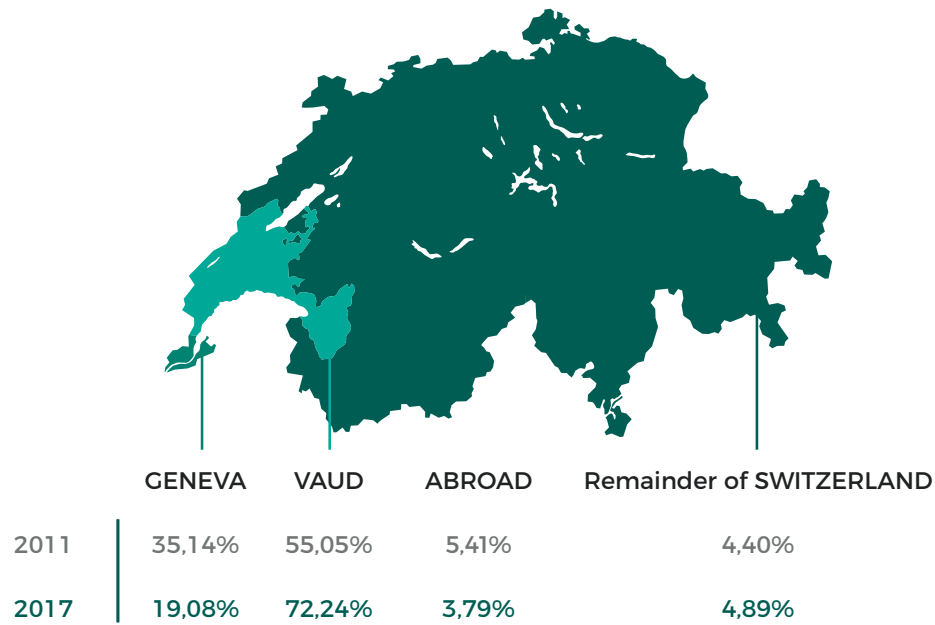 GENEVA VAUD ABROAD Remainder of SWITZERLAND
2011 35,14% 55,05% 5,41% 4,40%
2017 19,08% 72,24% 3,79% 4,89%